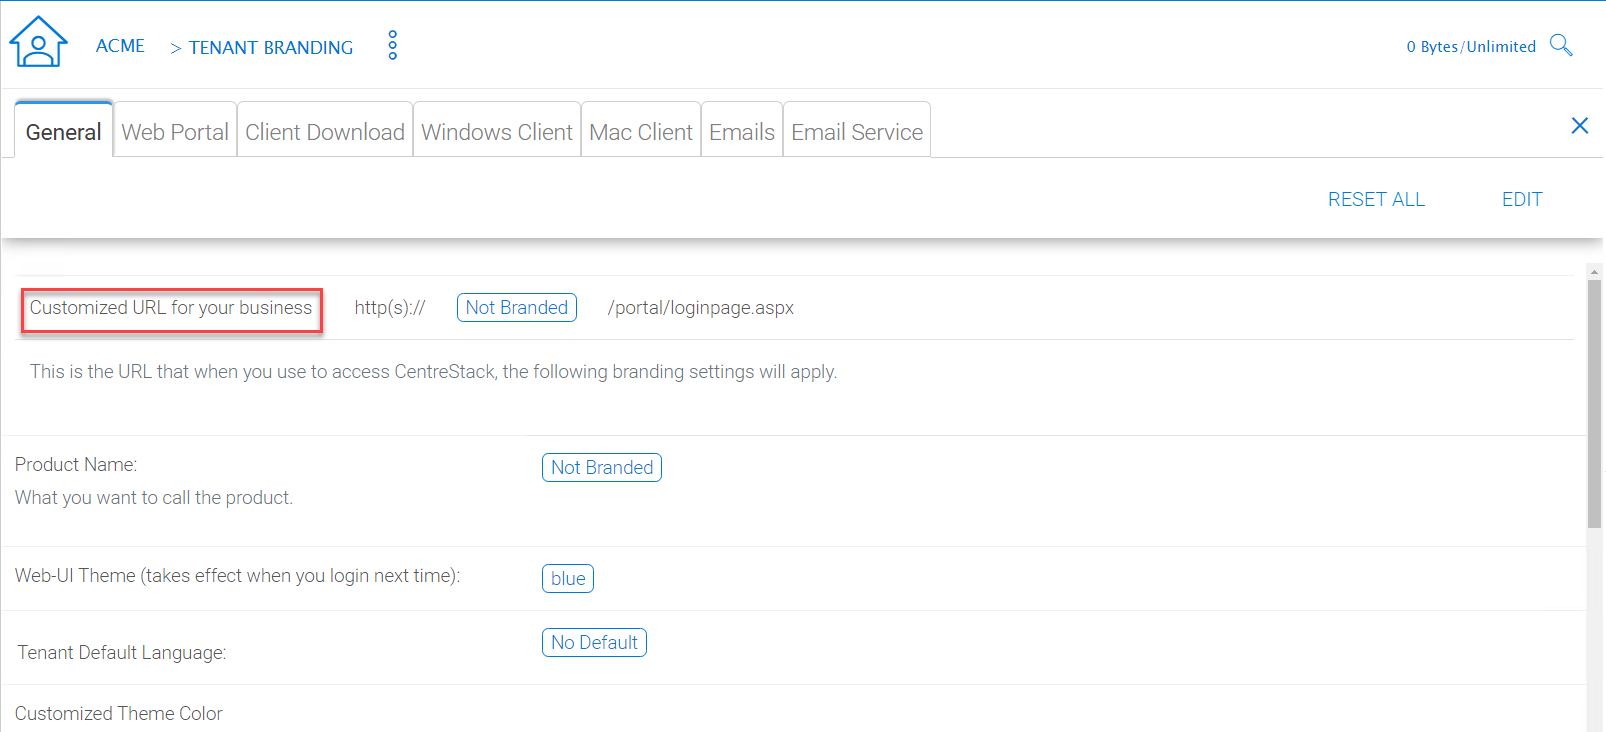 ACME > TENANT BRANDING 0 Bytes/Unlimited
General Web Portal Client Download Windows Client Mac Client Emails Email Service
RESET ALL EDIT
Customized URL for your business http(s):// Not Branded /portal/loginpage.aspx
This is the URL that when you use to access CentreStack, the following branding settings will apply.
Product Name: Not Branded
What you want to call the product.
Web-UI Theme (takes effect when you login next time): blue
Tenant Default Language: No Default
Customized Theme Color